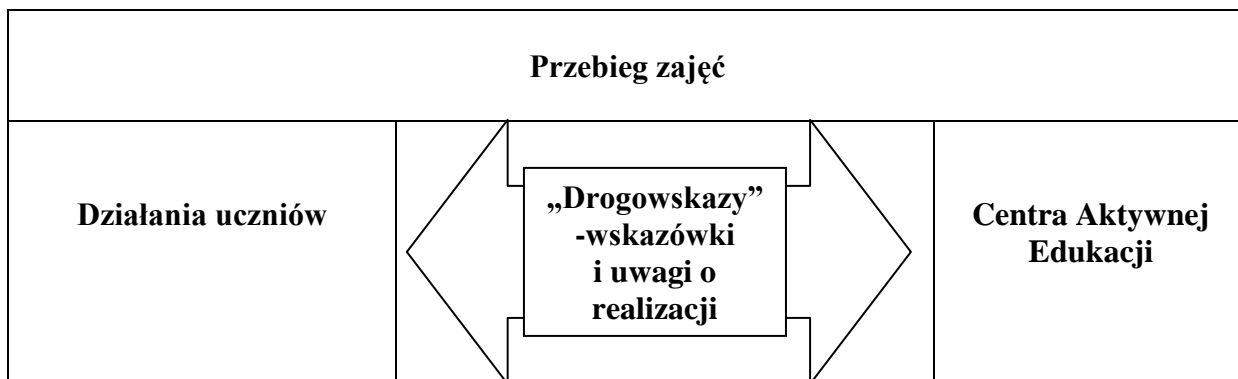 Przebieg zajęć
Działania uczniów
„Drogowskazy”
-wskazówki
i uwagi o
realizacji
Centra Aktywnej
Edukacji